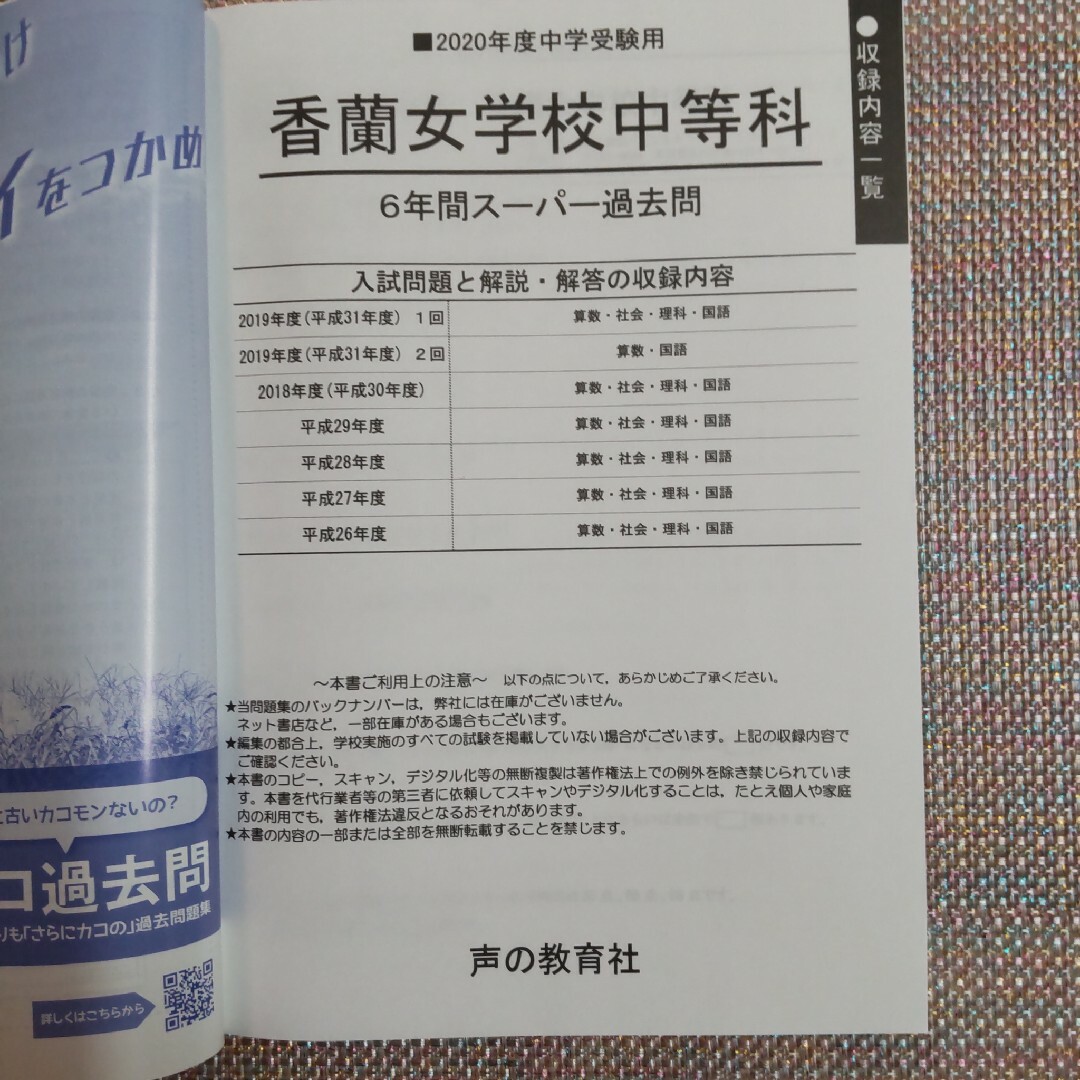 け
イをつかめ
に古いカコモンないの?
コ過去問
りも「さらにカコの」過去問題集
詳しくはこちらから
■2020年度中学受験用
香蘭女学校中等科
6年間スーパー過去問
●収録内容一覧
入試問題と解説・解答の収録内容
2019年度(平成31年度) 1回 算数・社会・理科・国語
2019年度(平成31年度) 2回 算数・国語
2018年度(平成30年度) 算数・社会・理科・国語
平成29年度 算数・社会・理科・国語
平成28年度 算数・社会・理科・国語
平成27年度 算数・社会・理科・国語
平成26年度 算数・社会・理科・国語
~本書ご利用上の注意~ 以下の点について,あらかじめご了承ください。
★当問題集のバックナンバーは,弊社には在庫がございません。
ネット書店など,一部在庫がある場合もございます。
★編集の都合上,学校実施のすべての試験を掲載していない場合がございます。上記の収録内容で
ご確認ください。
★本書のコピー,スキャン,デジタル化等の無断複製は著作権法上での例外を除き禁じられていま
す。本書を代行業者等の第三者に依頼してスキャンやデジタル化することは,たとえ個人や家庭
内の利用でも,著作権法違反となるおそれがあります。
★本書の内容の一部または全部を無断転載することを禁じます。
声の教育社